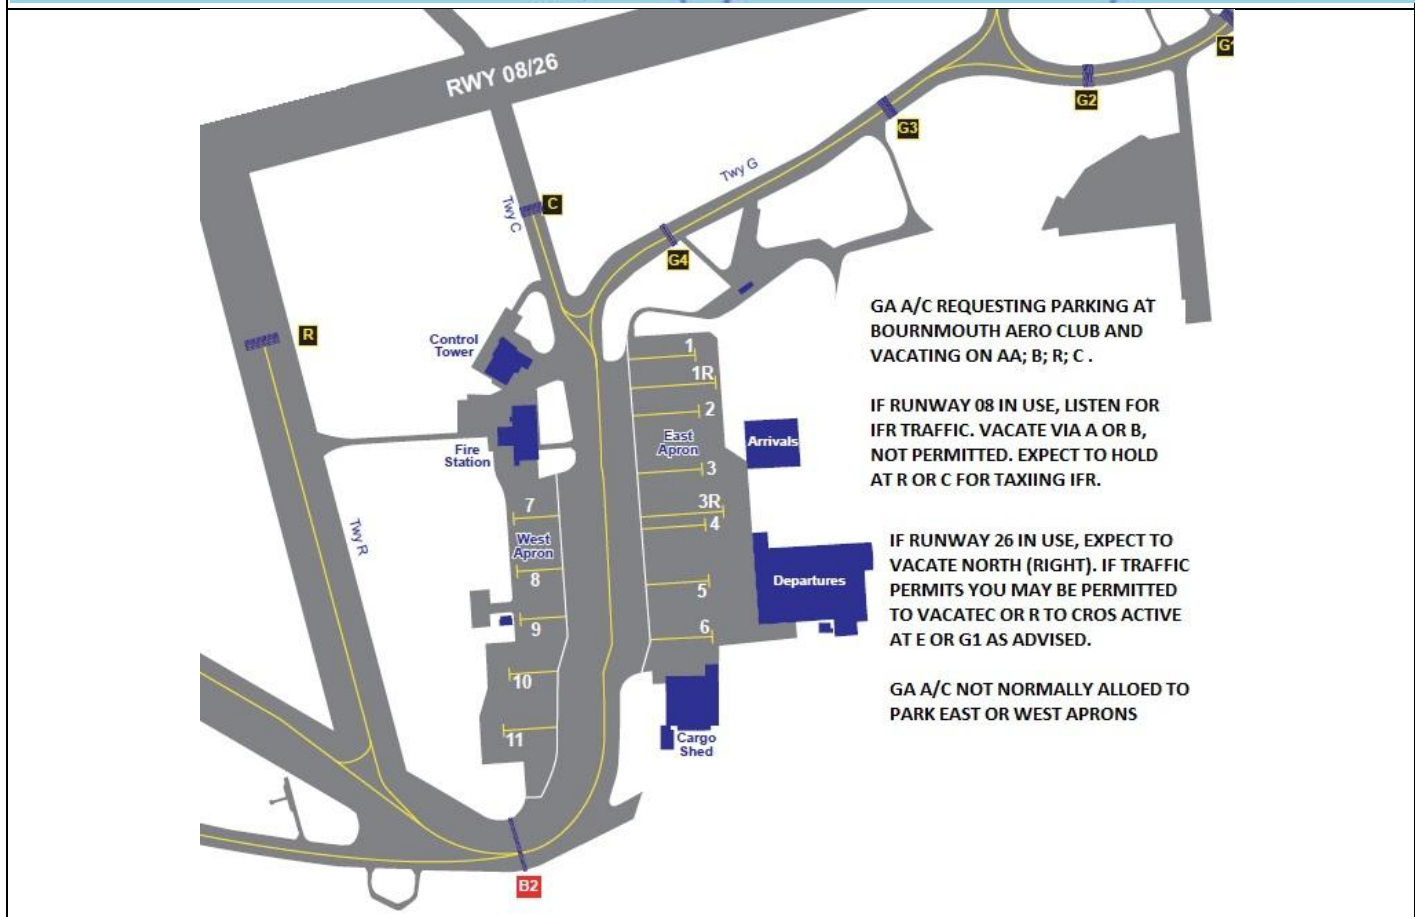 RWY 08/26
G1
G2
G3
Twy G
C
Twy C
G4
R
Control
Tower
1
1R
2
East
Apron
3
3R
4
5
6
Arrivals
Departures
Fire
Station
7
West
Apron
8
9
10
11
Twy R
Cargo
Shed
B2
GA A/C REQUESTING PARKING AT
BOURNMOUTH AERO CLUB AND
VACATING ON AA; B; R; C .
IF RUNWAY 08 IN USE, LISTEN FOR
IFR TRAFFIC. VACATE VIA A OR B,
NOT PERMITTED. EXPECT TO HOLD
AT R OR C FOR TAXIING IFR.
IF RUNWAY 26 IN USE, EXPECT TO
VACATE NORTH (RIGHT). IF TRAFFIC
PERMITS YOU MAY BE PERMITTED
TO VACATEC OR R TO CROS ACTIVE
AT E OR G1 AS ADVISED.
GA A/C NOT NORMALLY ALLOED TO
PARK EAST OR WEST APRONS